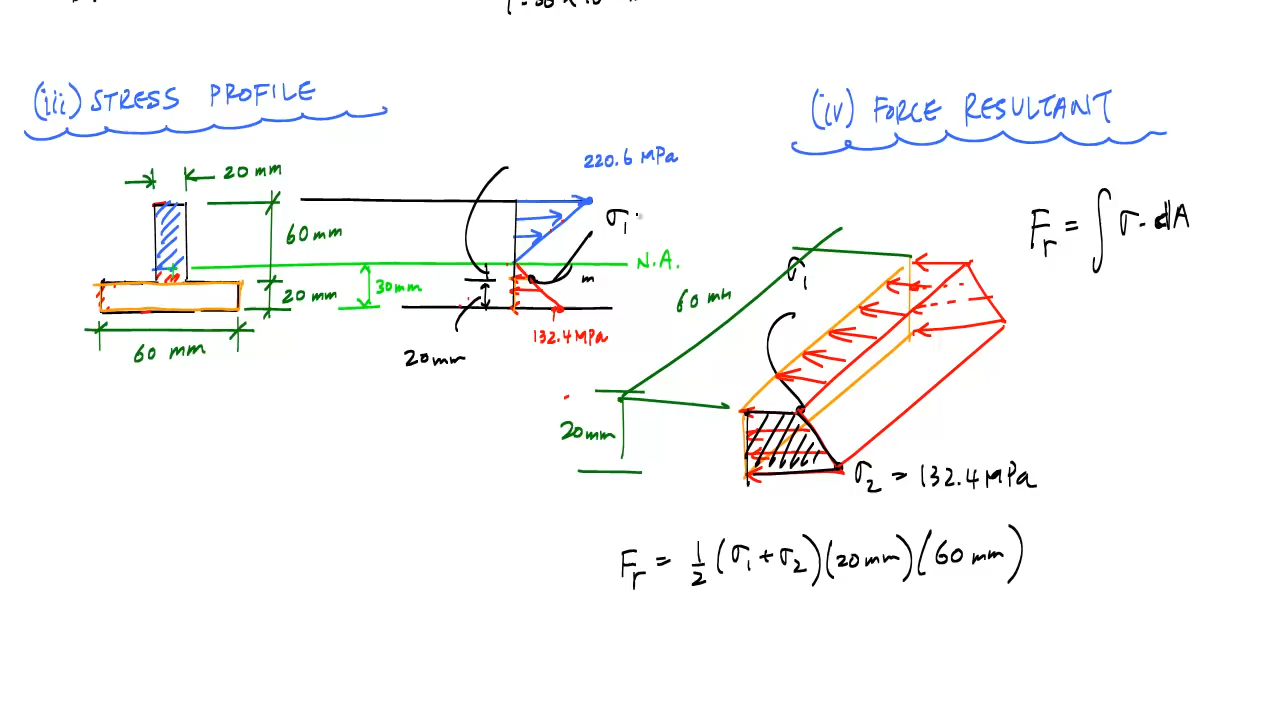 (iii) STRESS PROFILE
(iv) FORCE RESULTANT
220.6 MPa
20 mm
60 mm
σ1
N.A.
30mm
20 mm
m
132.4 MPa
60 mm
20mm
Fr = ∫ σ · dA
σ1
60 mm
20mm
σ2 = 132.4 MPa
Fr = 1/2 (σ1 + σ2)(20 mm)(60 mm)